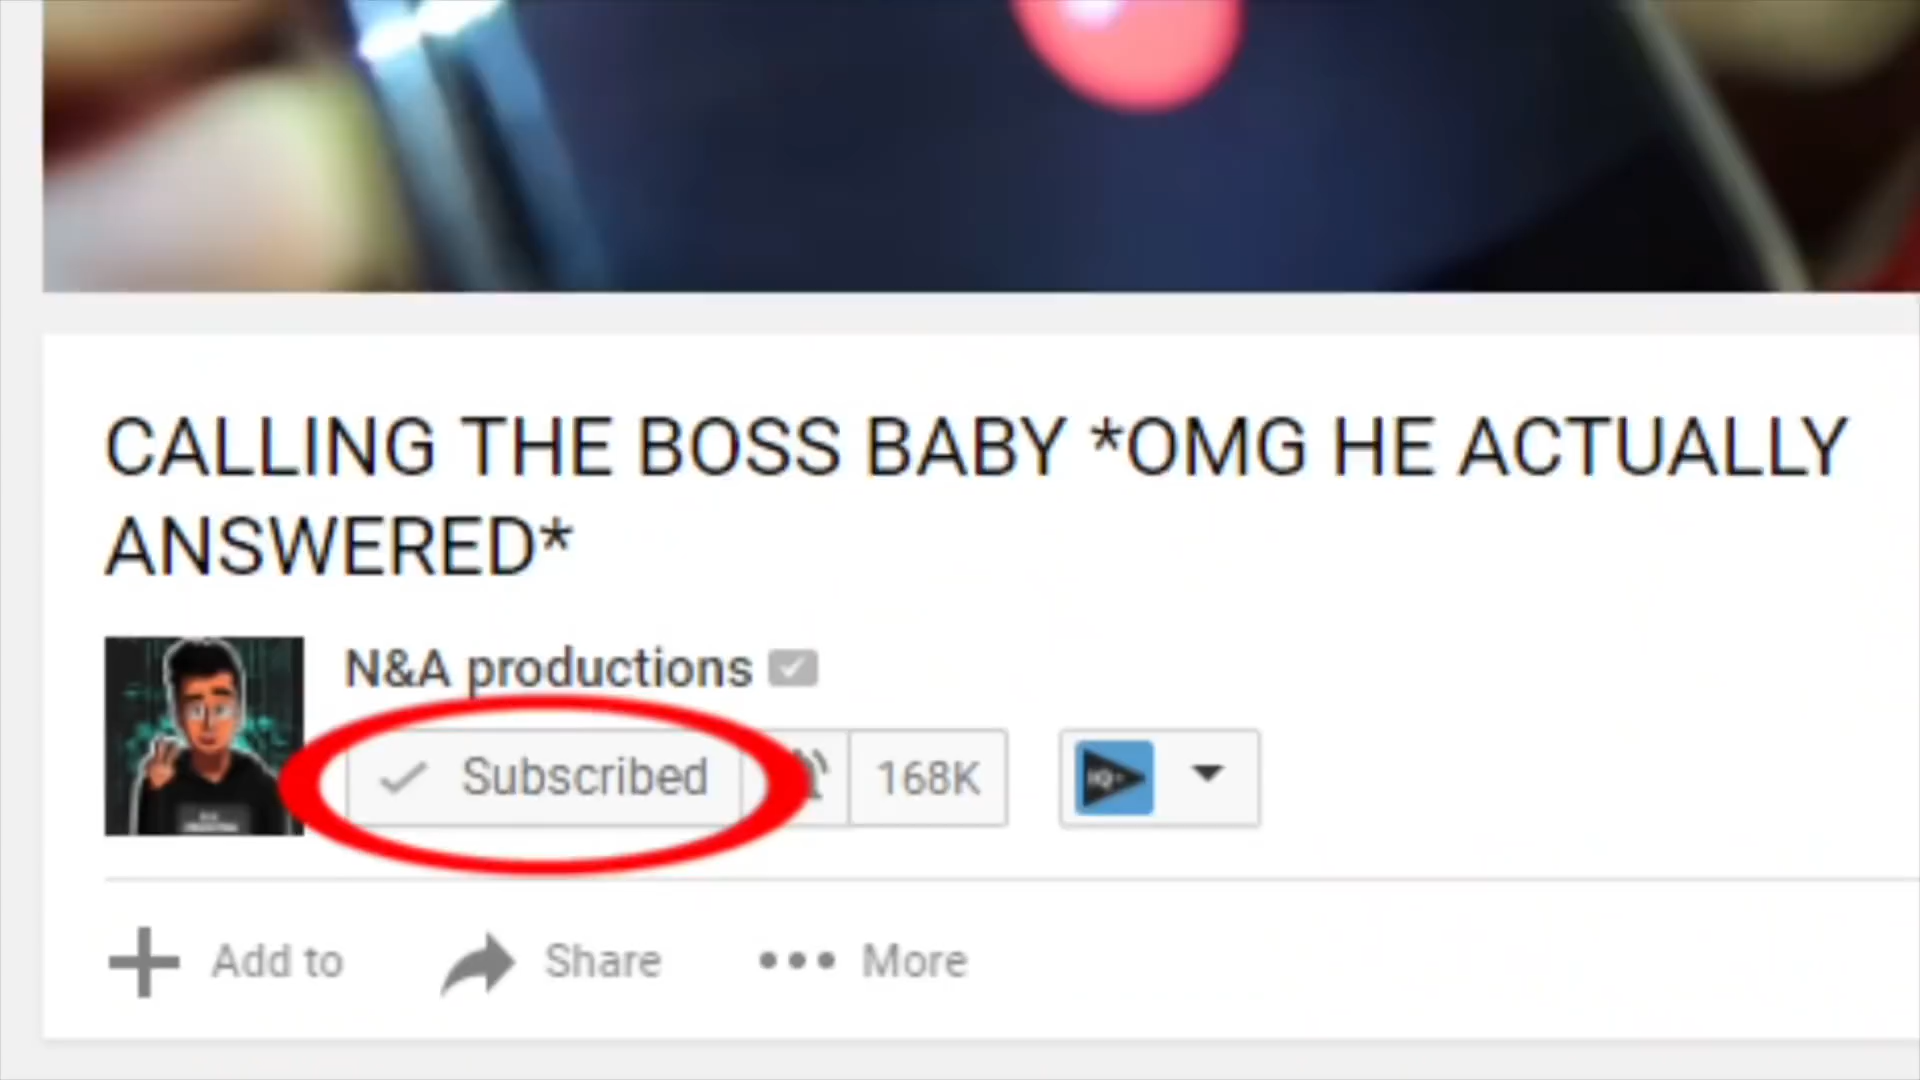 CALLING THE BOSS BABY *OMG HE ACTUALLY
ANSWERED*
N&A productions
Subscribed
168K
Add to
Share
More